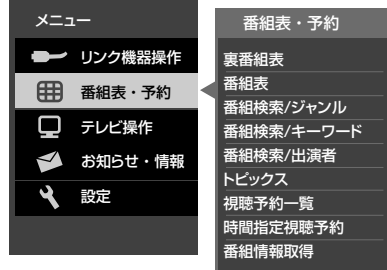 メニュー
リンク機器操作
番組表・予約
テレビ操作
お知らせ・情報
設定
番組表・予約
裏番組表
番組表
番組検索/ジャンル
番組検索/キーワード
番組検索/出演者
トピックス
視聴予約一覧
時間指定視聴予約
番組情報取得